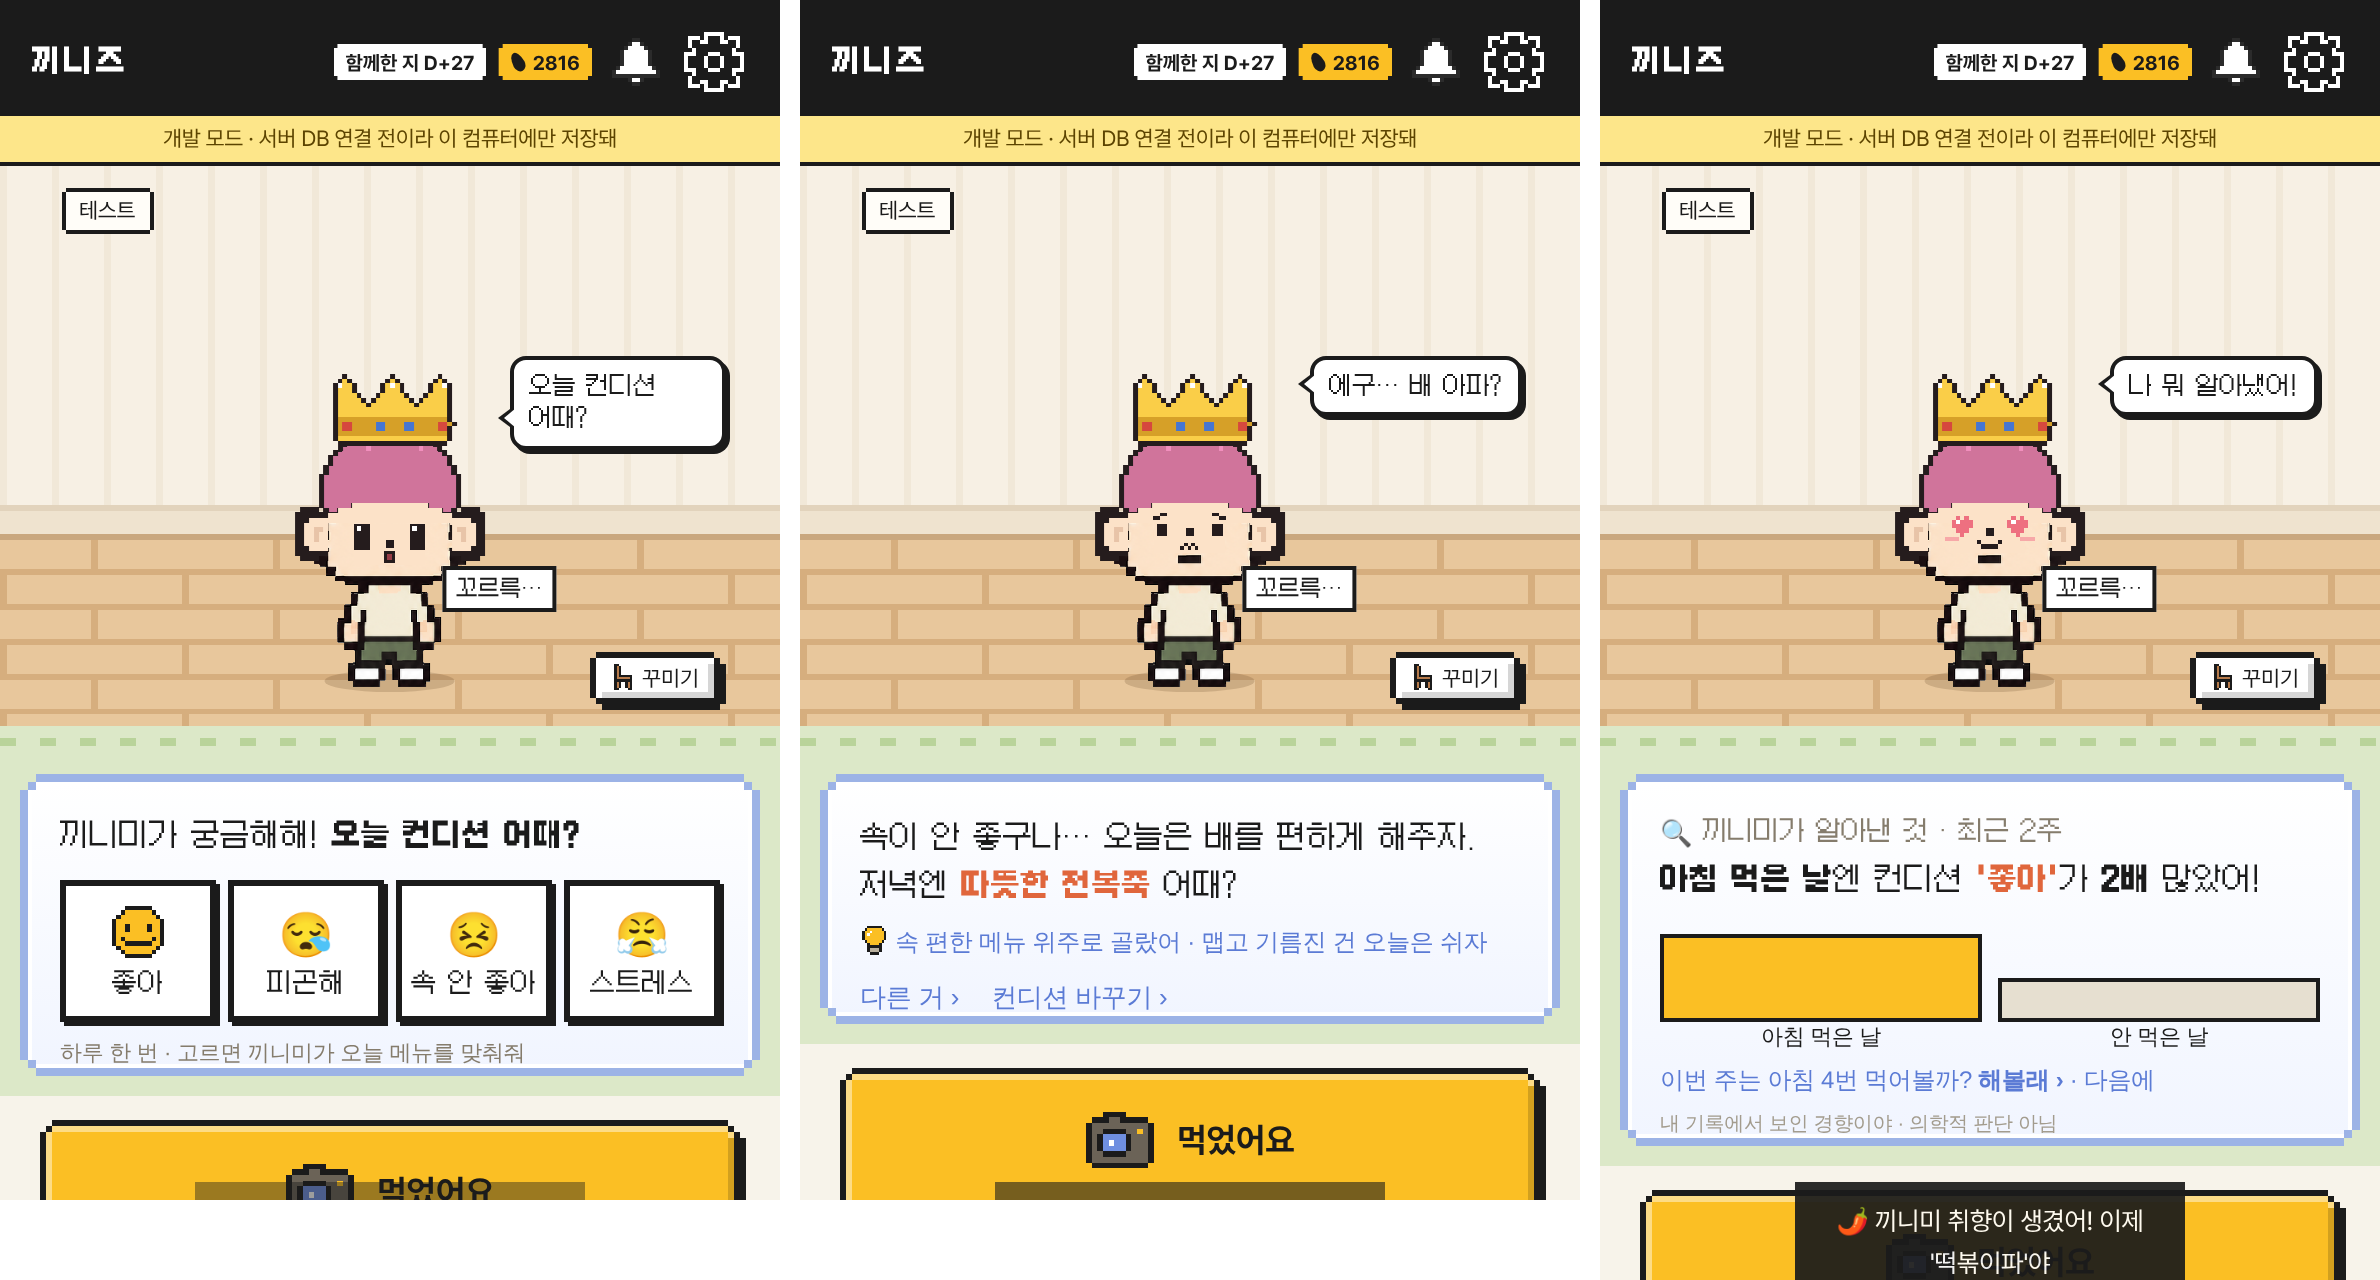 끼니즈
함께한 지 D+27
2816
개발 모드 · 서버 DB 연결 전이라 이 컴퓨터에만 저장돼
테스트
오늘 컨디션
어때?
꼬르륵…
꾸미기
끼니미가 궁금해해! 오늘 컨디션 어때?
좋아
피곤해
속 안 좋아
스트레스
하루 한 번 · 고르면 끼니미가 오늘 메뉴를 맞춰줘
먹었어요
끼니즈
함께한 지 D+27
2816
개발 모드 · 서버 DB 연결 전이라 이 컴퓨터에만 저장돼
테스트
에구… 배 아파?
꼬르륵…
꾸미기
속이 안 좋구나… 오늘은 배를 편하게 해주자.
저녁엔 따뜻한 전복죽 어때?
속 편한 메뉴 위주로 골랐어 · 맵고 기름진 건 오늘은 쉬자
다른 거 › 컨디션 바꾸기 ›
먹었어요
끼니즈
함께한 지 D+27
2816
개발 모드 · 서버 DB 연결 전이라 이 컴퓨터에만 저장돼
테스트
나 뭐 알아냈어!
꼬르륵…
꾸미기
끼니미가 알아낸 것 · 최근 2주
아침 먹은 날엔 컨디션 '좋아'가 2배 많았어!
아침 먹은 날
안 먹은 날
이번 주는 아침 4번 먹어볼까? 해볼래 › · 다음에
내 기록에서 보인 경향이야 · 의학적 판단 아님
🌶️ 끼니미 취향이 생겼어! 이제
'떡볶이파'야